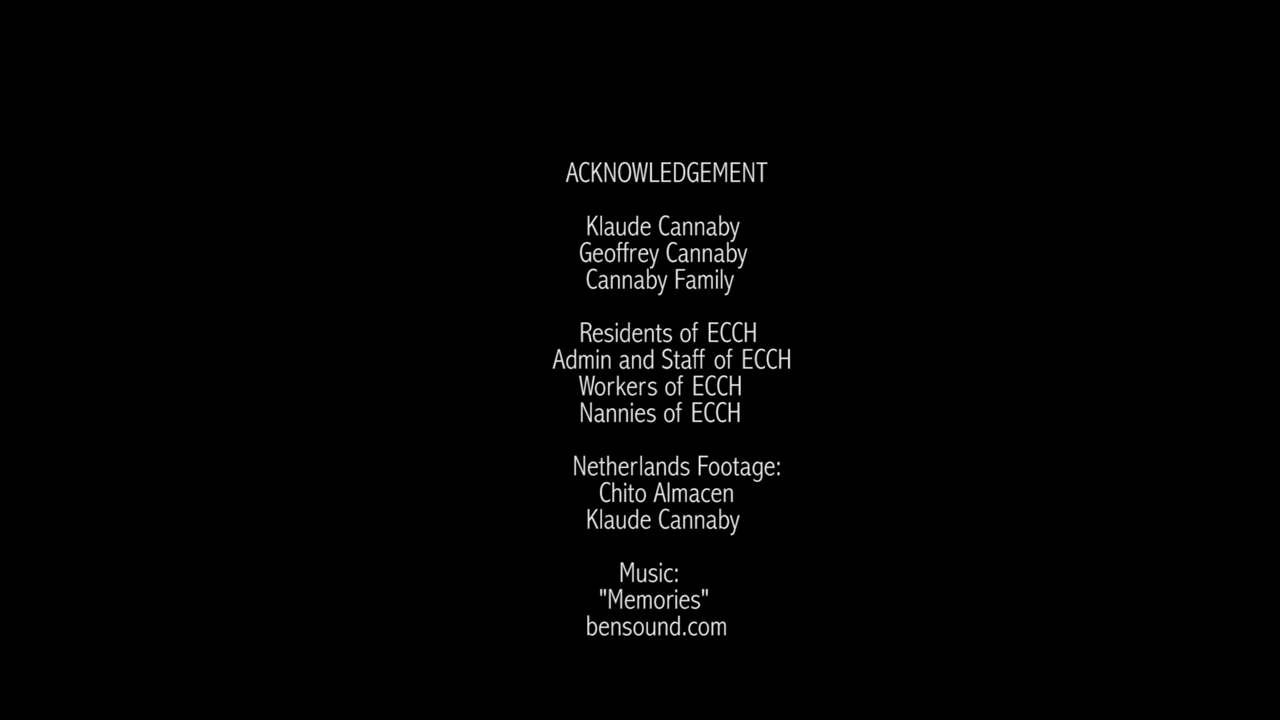 ACKNOWLEDGEMENT
Klaude Cannaby
Geoffrey Cannaby
Cannaby Family
Residents of ECCH
Admin and Staff of ECCH
Workers of ECCH
Nannies of ECCH
Netherlands Footage:
Chito Almacen
Klaude Cannaby
Music:
"Memories"
bensound.com